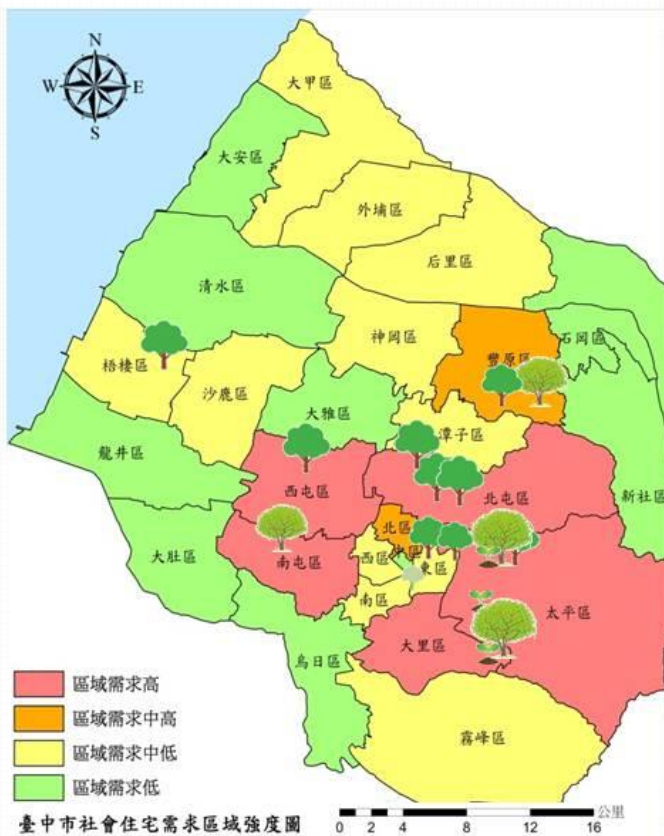 N
W E
S
大甲區
大安區
外埔區
后里區
清水區
神岡區
石岡區
豐原區
梧棲區
沙鹿區
大雅區
潭子區
龍井區
西屯區
北屯區
新社區
北區
大肚區
南屯區
西區
中區
東區
南區
太平區
大里區
烏日區
霧峰區
區域需求高
區域需求中高
區域需求中低
區域需求低
臺中市社會住宅需求區域強度圖
公里
0 2 4 8 12 16